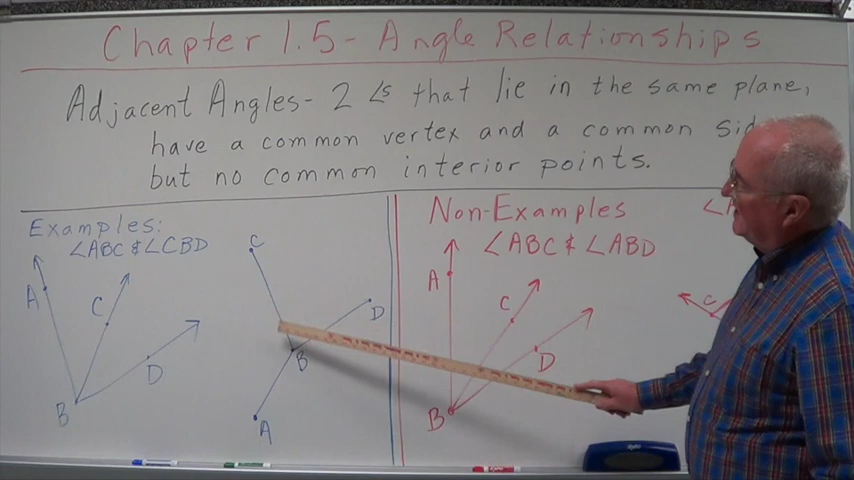 Chapter 1.5 - Angle Relationships
Adjacent Angles - 2 ∠s that lie in the same plane,
have a common vertex and a common
but no common interior points.
Examples:
∠ABC & ∠CBD
A
C
B
D
C
D
B
A
Non-Examples
∠ABC & ∠ABD
A
C
D
B
C